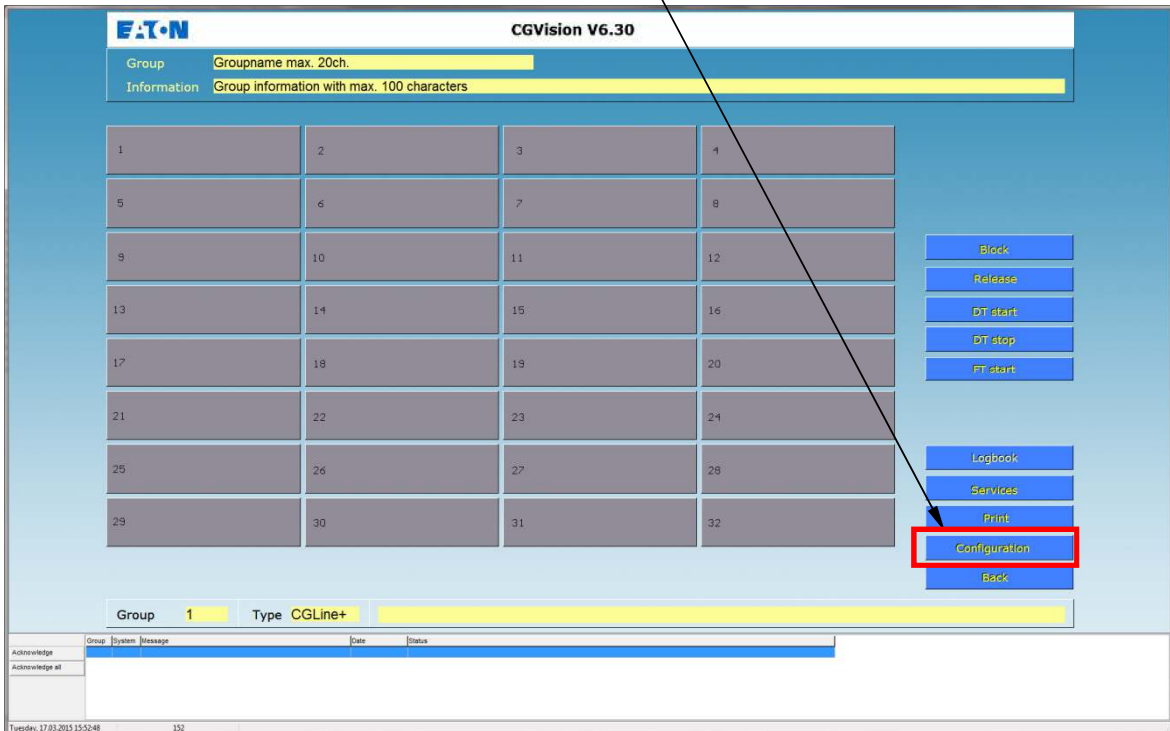 EATON CGVision V6.30
Group Groupname max. 20ch.
Information Group information with max. 100 characters
1 2 3 4
5 6 7 8
9 10 11 12
13 14 15 16
17 18 19 20
21 22 23 24
25 26 27 28
29 30 31 32
Block
Release
DT start
DT stop
FT start
Logbook
Services
Print
Configuration
Back
Group 1 Type CGLine+
Group System Message Date Status
Acknowledge
Acknowledge all
Tuesday, 17.03.2015 15:52:48 152